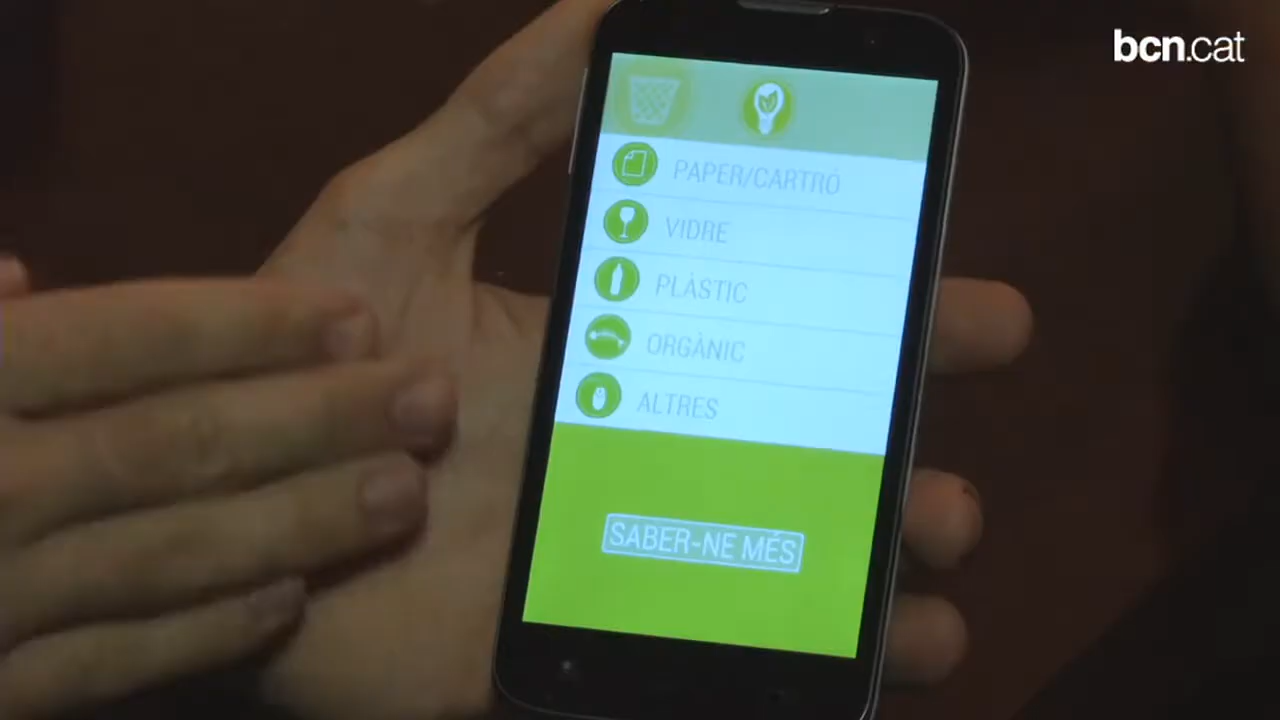 bcn.cat
PAPER/CARTRÓ
VIDRE
PLÀSTIC
ORGÀNIC
ALTRES
SABER-NE MÉS